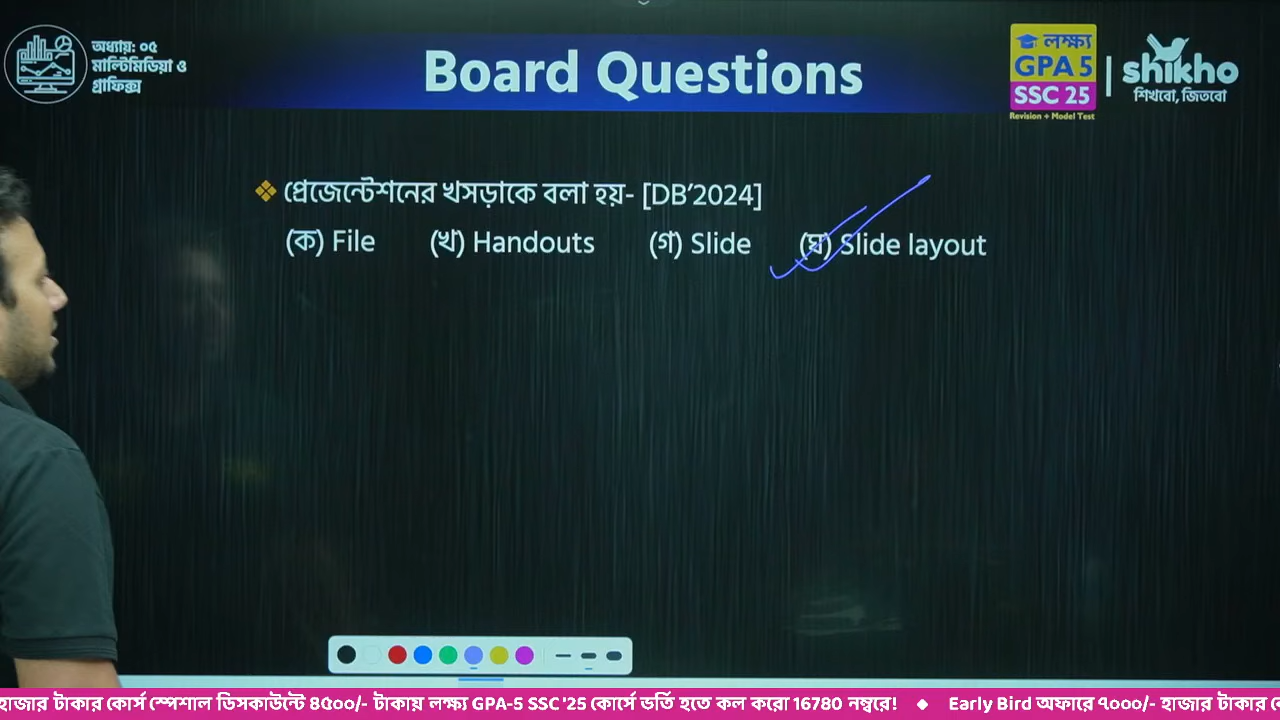 অধ্যায়: ০৫
মাল্টিমিডিয়া ও
গ্রাফিক্স
Board Questions
লক্ষ্য
GPA 5
SSC 25
Revision + Model Test
shikho
শিখবো, জিতবো
প্রেজেন্টেশনের খসড়াকে বলা হয়- [DB'2024]
(ক) File (খ) Handouts (গ) Slide (ঘ) Slide layout
হাজার টাকার কোর্স স্পেশাল ডিসকাউন্টে ৪৫০০/- টাকায় লক্ষ্য GPA-5 SSC '25 কোর্সে ভর্তি হতে কল করো 16780 নম্বরে! ◆ Early Bird অফারে ৭০০০/- হাজার টাকার